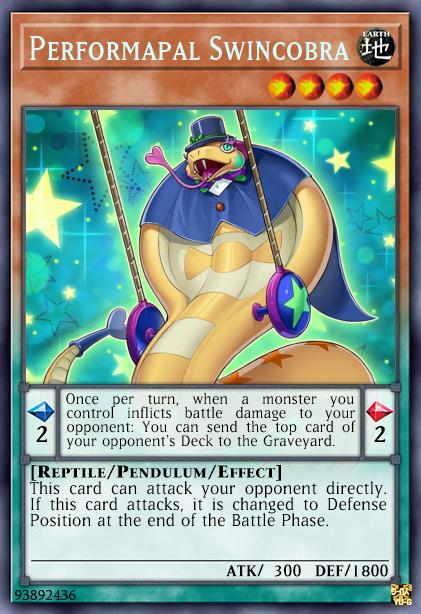 PERFORMAPAL SWINCOBRA
EARTH
地
Once per turn, when a monster you
control inflicts battle damage to your
opponent: You can send the top card of
your opponent's Deck to the Graveyard.
2
2
[REPTILE/PENDULUM/EFFECT]
This card can attack your opponent directly.
If this card attacks, it is changed to Defense
Position at the end of the Battle Phase.
ATK/ 300 DEF/1800
93892436